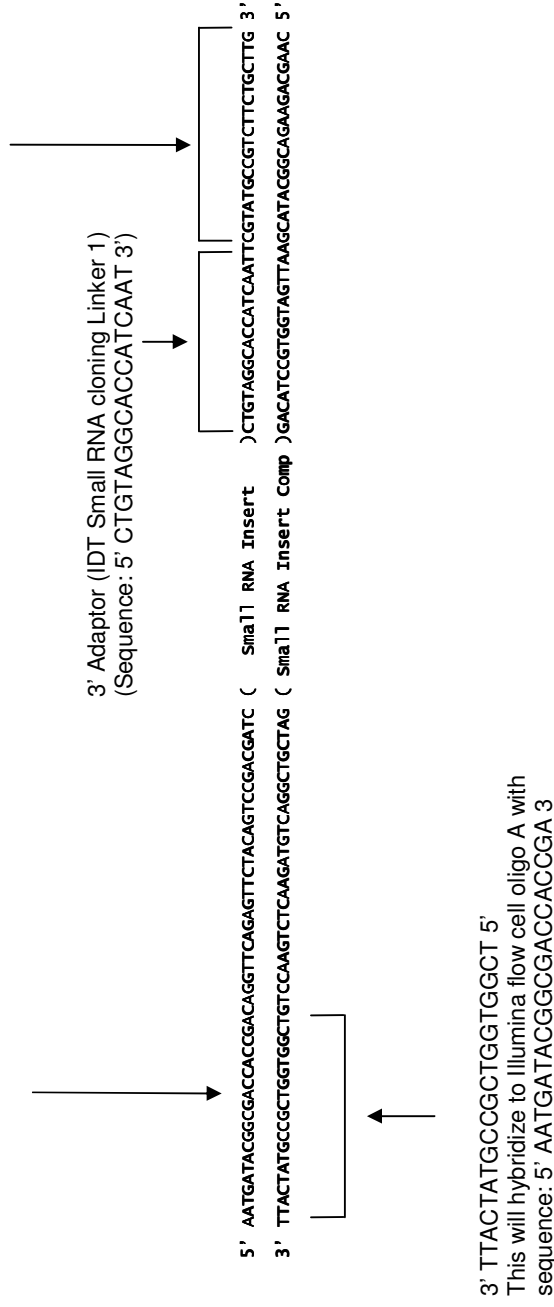 3’ Adaptor (IDT Small RNA cloning Linker 1)
(Sequence: 5’ CTGTAGGCACCATCAAT 3’)
5’ AATGATACGGCGACCACCGACAGGTTCAGAGTTCTACAGTCCGACGATC ( Small RNA Insert )CTGTAGGCACCATCAATTCGTATGCCGTCTTCTGCTTG 3’
3’ TTACTATGCCGCTGGTGGCTGTCCAAGTCTCAAGATGTCAGGCTGCTAG ( Small RNA Insert Comp )GACATCCGTGGTAGTTAAGCATACGGCAGAAGACGAAC 5’
3’ TTACTATGCCGCTGGTGGCT 5’
This will hybridize to Illumina flow cell oligo A with
sequence: 5’ AATGATACGGCGACCACCGA 3